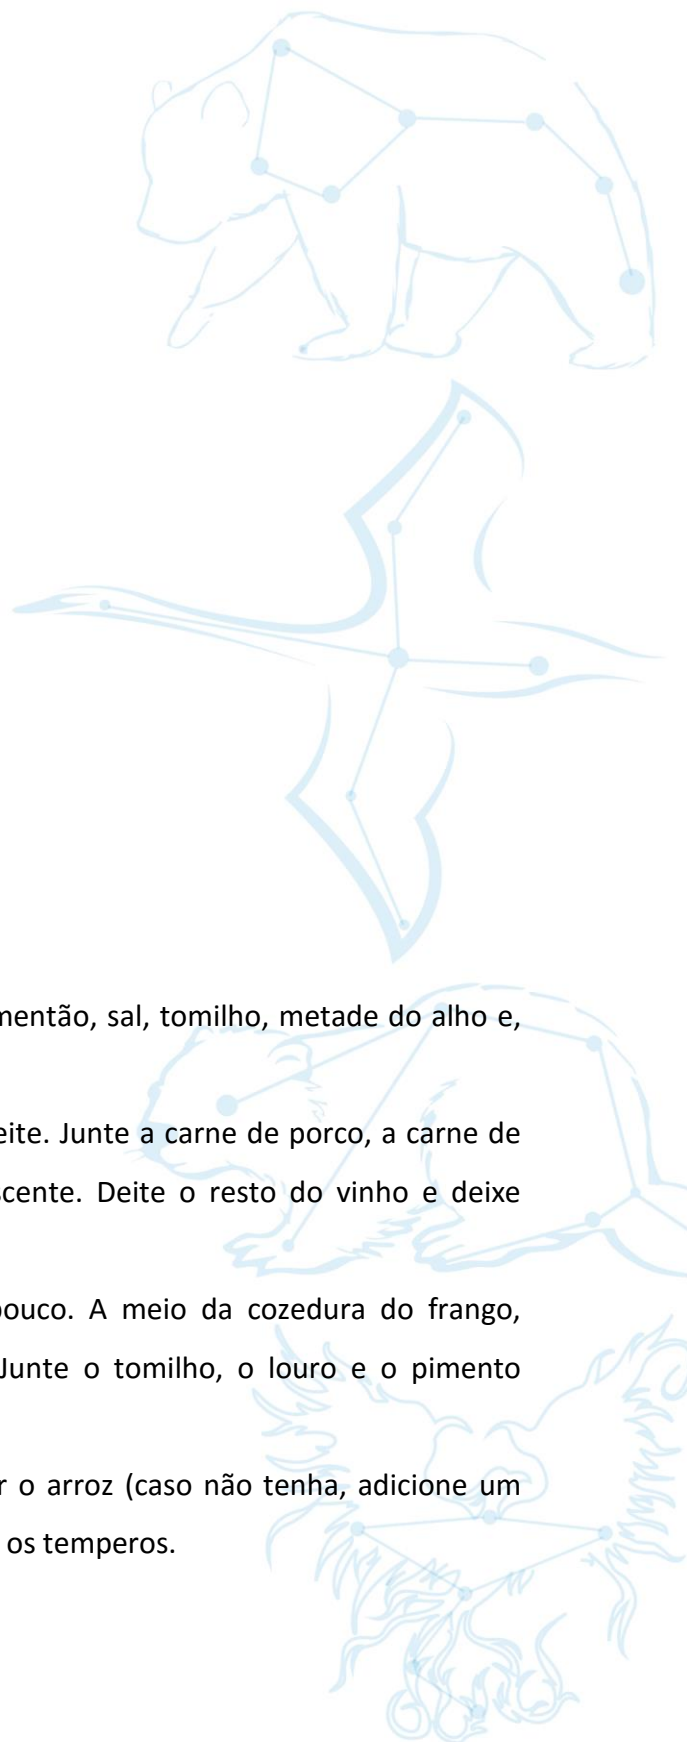 mentão, sal, tomilho, metade do alho e,
eite. Junte a carne de porco, a carne de
scente. Deite o resto do vinho e deixe
pouco. A meio da cozedura do frango,
Junte o tomilho, o louro e o pimento
r o arroz (caso não tenha, adicione um
os temperos.